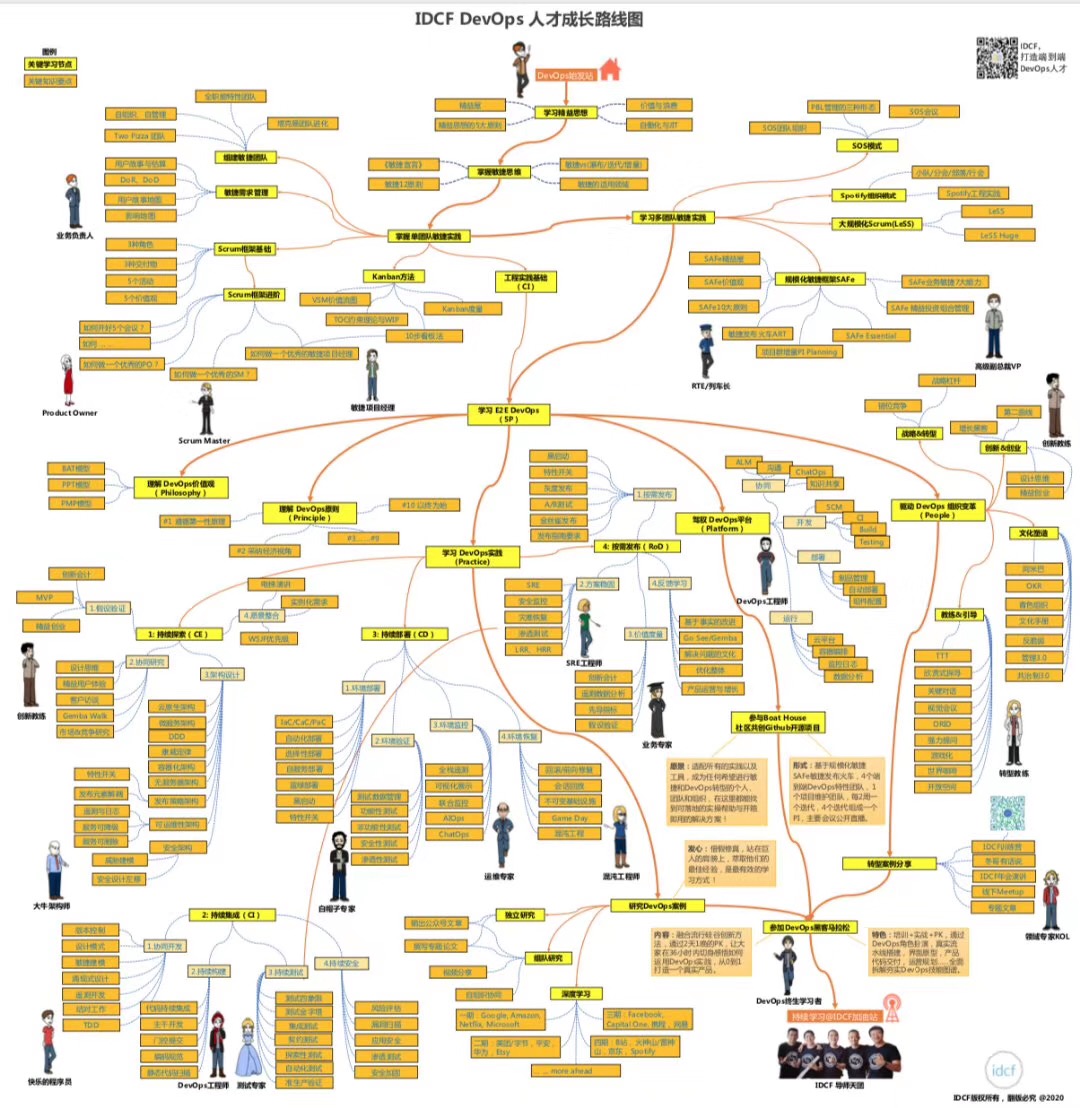 IDCF DevOps 人才成长路线图
图例
关键学习节点
关键知识要点
IDCF,
打造端到端
DevOps人才
DevOps始发站
学习精益思想
精益屋
精益思想的5大原则
价值与浪费
自働化与JIT
掌握敏捷思维
《敏捷宣言》
敏捷12原则
敏捷vs(瀑布/迭代/增量)
敏捷的适用领域
掌握单团队敏捷实践
组建敏捷团队
全职能特性团队
自组织、自管理
Two Pizza 团队
塔克曼团队进化
敏捷需求管理
用户故事与估算
DoR、DoD
用户故事地图
影响地图
业务负责人
Scrum框架基础
3种角色
3种交付物
5个活动
5个价值观
Scrum框架进阶
如何开好5个会议？
如何 ... ...
如何做一个优秀的PO？
如何做一个优秀的SM？
如何做一个优秀的敏捷项目经理
Product Owner
Scrum Master
敏捷项目经理
Kanban方法
VSM价值流图
TOC约束理论与WIP
Kanban度量
10步看板法
工程实践基础
（CI）
学习多团队敏捷实践
SOS模式
PBL管理的三种形态
SOS会议
SOS团队组织
Spotify组织模式
小队/分会/部落/行会
Spotify工程实践
大规模化Scrum(LeSS)
LeSS
LeSS Huge
规模化敏捷框架SAFe
SAFe精益屋
SAFe价值观
SAFe10大原则
敏捷发布火车ART
项目群增量PI Planning
SAFe业务敏捷7大能力
SAFe 精益投资组合管理
SAFe Essential
RTE/列车长
高级副总裁VP
学习 E2E DevOps
（5P）
理解 DevOps价值观
（Philosophy）
BAT模型
PPT模型
PMP模型
理解 DevOps原则
（Principle）
#1 遵循第一性原理
#2 采纳经济视角
#3......#9
#10 以终为始
学习 DevOps实践
(Practice)
1: 持续探索（CE）
1.假设验证
创新会计
MVP
精益创业
2.协同研究
设计思维
精益用户体验
客户访谈
Gemba Walk
市场&竞争研究
3.架构设计
云原生架构
微服务架构
DDD
康威定律
容器化架构
无服务器架构
发布策略架构
可运维性架构
安全架构
特性开关
发布元素解耦
遥测与日志
服务可降级
服务可剔除
威胁建模
安全设计左移
4.愿景整合
电梯演讲
实例化需求
WSJF优先级
创新教练
大牛架构师
2: 持续集成（CI）
1.协同开发
版本控制
设计模式
敏捷建模
涌现式设计
遥测开发
结对工作
TDD
2.持续构建
代码持续集成
主干开发
门控提交
编码规范
静态代码扫描
3.持续测试
测试四象限
测试金字塔
集成测试
契约测试
探索性测试
自动化测试
准生产验证
4.持续安全
风险评估
漏洞扫描
应用安全
渗透测试
安全加固
快乐的程序员
DevOps工程师
测试专家
3: 持续部署（CD）
1.环境部署
IaC/CaC/PaC
自动化部署
选择性部署
自服务部署
蓝绿部署
黑启动
特性开关
2.环境验证
测试数据管理
功能性测试
非功能性测试
安全性测试
渗透性测试
3.环境监控
全栈遥测
可视化展示
联合监控
AIOps
ChatOps
4.环境恢复
回滚/前向修复
会话回放
不可变基础设施
Game Day
混沌工程
白帽子专家
运维专家
混沌工程师
4: 按需发布（RoD）
1.按需发布
黑启动
特性开关
灰度发布
A/B测试
金丝雀发布
发布指南要求
2.方案稳固
SRE
安全监控
灾难恢复
渗透测试
LRR、HRR
3.价值度量
创新会计
遥测数据分析
先导指标
假设验证
4.反馈学习
基于事实的改进
Go See/Gemba
解决问题的文化
优化整体
产品运营与增长
SRE工程师
业务专家
驾驭 DevOps平台
（Platform）
协同
ALM
沟通
ChatOps
知识共享
开发
SCM
CI
Build
Testing
部署
制品管理
自动部署
组件配置
运行
云平台
容器编排
监控日志
数据分析
DevOps工程师
驱动 DevOps 组织变革
（People）
战略&转型
战略杠杆
错位竞争
创新&创业
第二曲线
增长黑客
设计思维
精益创业
创新教练
文化塑造
阿米巴
OKR
青色组织
文化手册
反脆弱
管理3.0
共治制3.0
教练&引导
TTT
欣赏式探寻
关键对话
视觉会议
ORID
强力提问
游戏化
世界咖啡
开放空间
转型教练
参与Boat House
社区共创Github开源项目
愿景：适配所有的实践以及
工具，成为任何希望进行敏
捷和DevOps转型的个人、
团队和组织，在这里都能找
到可落地的实操帮助与开箱
即用的解决方案！
形式：基于规模化敏捷
SAFe敏捷发布火车，4个端
到端DevOps特性团队，1
个项目维护团队，每2周一
个迭代，4个迭代组成一个
PI，主要会议公开直播。
发心：借假修真，站在巨
人的肩膀上，萃取他们的
最佳经验，是最有效的学
习方式！
转型案例分享
IDCF训练营
冬哥有话说
IDCF年会演讲
线下Meetup
专题文章
领域专家KOL
研究DevOps案例
独立研究
输出公众号文章
撰写专题论文
组队研究
视频分享
自组织协同
深度学习
一期：Google, Amazon,
Netflix, Microsoft
二期：美团/字节，平安，
华为，Etsy
三期：Facebook,
Capital One, 携程，网易
四期：B站、火神山/雷神
山，京东，Spotify
... ... more ahead
参加 DevOps黑客马拉松
内容：融合流行硅谷创新方
法，通过2天1晚的PK，让大
家在36小时内切身感悟如何
运用DevOps实践，从0到1
打造一个真实产品。
特色：培训+实战+PK，通过
DevOps角色扮演，真实流
水线搭建，界面原型，产品
代码交付，运营规划……全面
拆解夯实DevOps技能图谱。
DevOps终生学习者
持续学习@IDCF加油站
IDCF 导师天团
idcf
IDCF版权所有，翻版必究 @2020